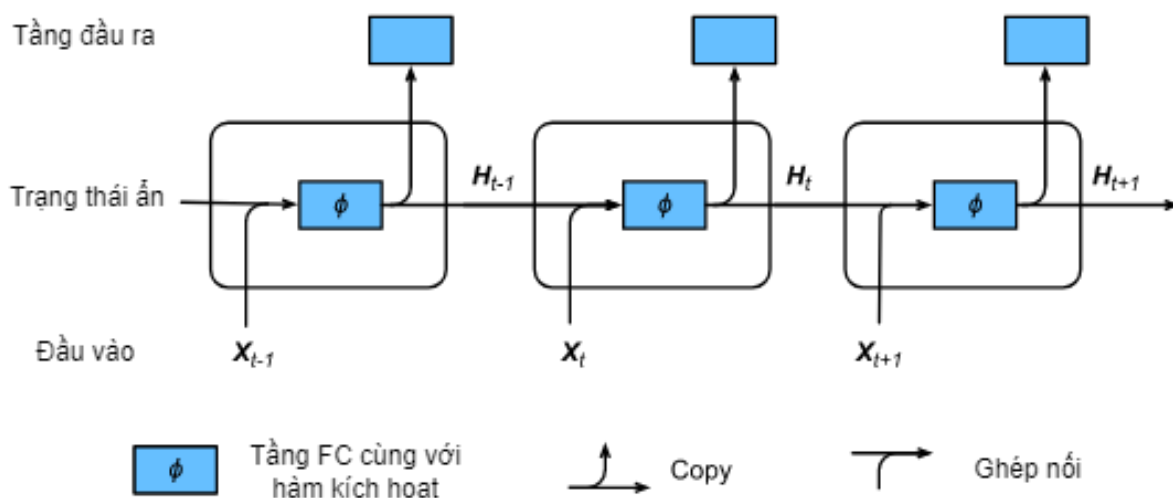 Tầng đầu ra
Trạng thái ẩn
ϕ
H_{t-1}
ϕ
H_t
ϕ
H_{t+1}
Đầu vào
X_{t-1}
X_t
X_{t+1}
ϕ
Tầng FC cùng với
hàm kích hoạt
Copy
Ghép nối